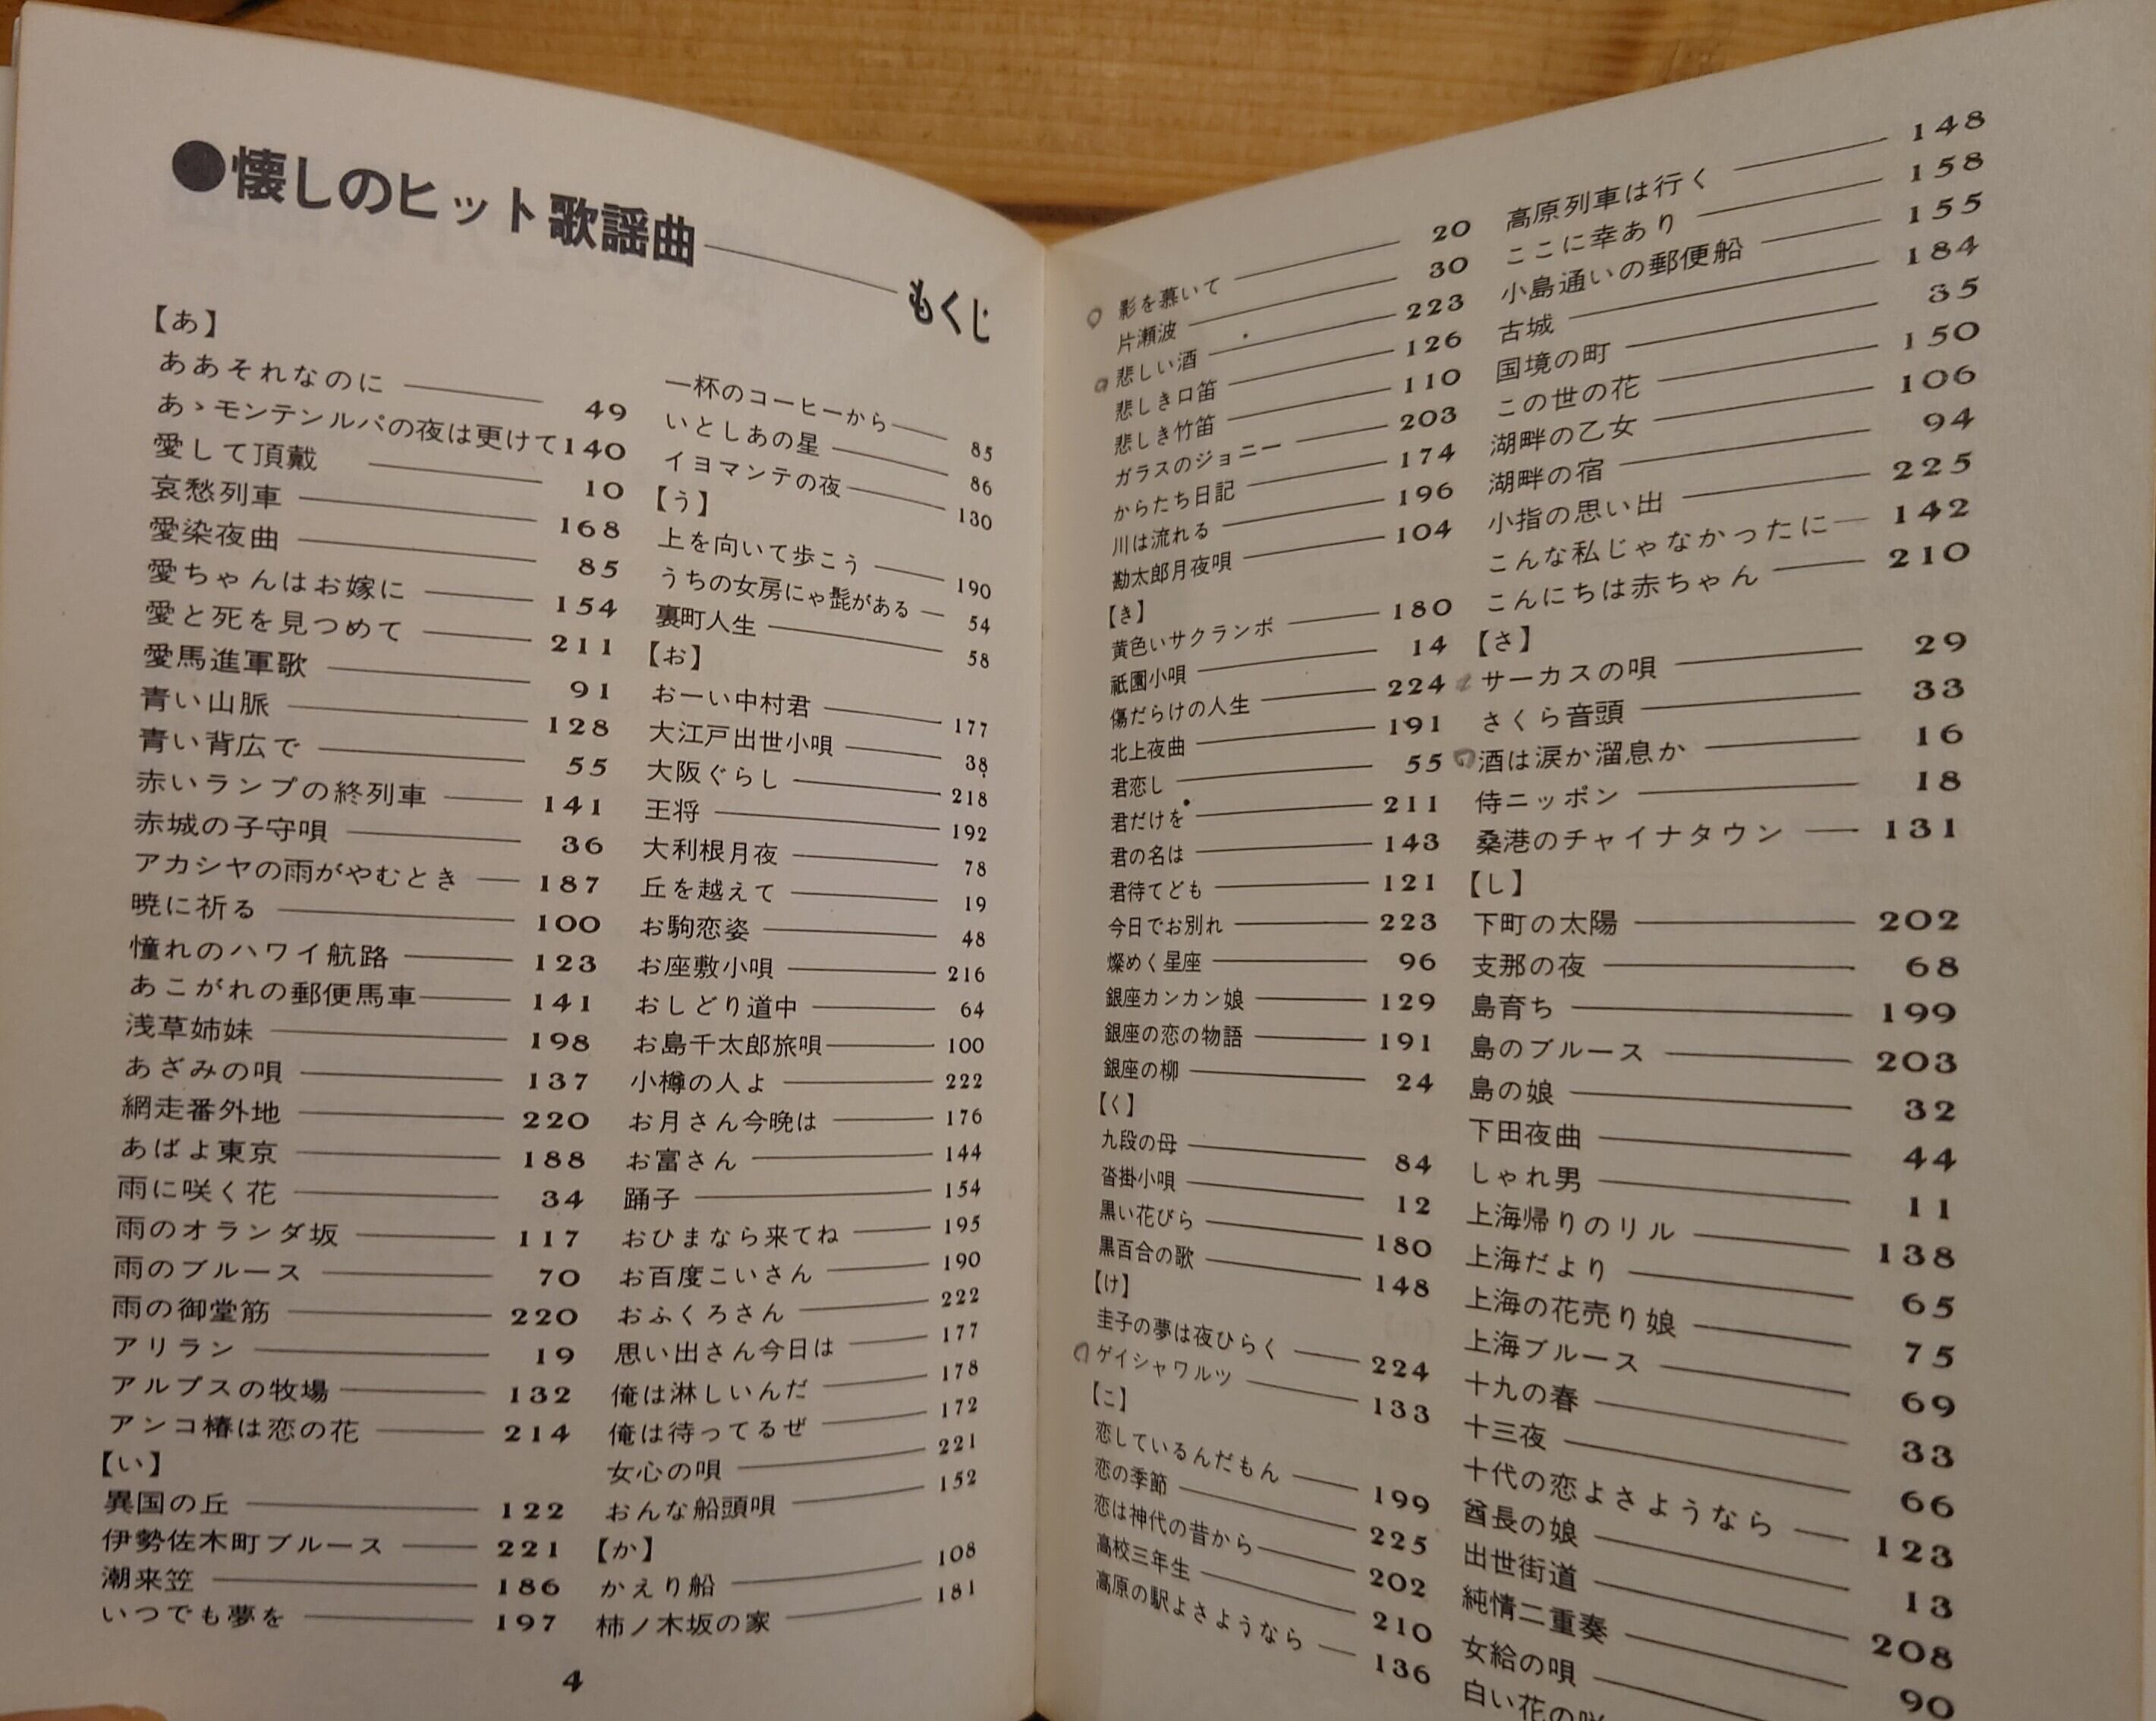 ●懐しのヒット歌謡曲――もくじ
【あ】
ああそれなのに――49
あゝモンテンルパの夜は更けて140
愛して頂戴――10
哀愁列車――168
愛染夜曲――85
愛ちゃんはお嫁に――154
愛と死を見つめて――211
愛馬進軍歌――91
青い山脈――128
青い背広で――55
赤いランプの終列車――141
赤城の子守唄――36
アカシヤの雨がやむとき――187
暁に祈る――100
憧れのハワイ航路――123
あこがれの郵便馬車――141
浅草姉妹――198
あざみの唄――137
網走番外地――220
あばよ東京――188
雨に咲く花――34
雨のオランダ坂――117
雨のブルース――70
雨の御堂筋――220
アリラン――19
アルプスの牧場――132
アンコ椿は恋の花――214
【い】
異国の丘――122
伊勢佐木町ブルース――221
潮来笠――186
いつでも夢を――197
一杯のコーヒーから――85
いとしあの星――86
イヨマンテの夜――130
【う】
上を向いて歩こう――190
うちの女房にゃ髭がある――54
裏町人生――58
【お】
おーい中村君――177
大江戸出世小唄――38
大阪ぐらし――218
王将――192
大利根月夜――78
丘を越えて――19
お駒恋姿――48
お座敷小唄――216
おしどり道中――64
お島千太郎旅唄――100
小樽の人よ――222
お月さん今晩は――176
お富さん――144
踊子――154
おひまなら来てね――195
お百度こいさん――190
おふくろさん――222
思い出さん今日は――177
俺は淋しいんだ――178
俺は待ってるぜ――172
女心の唄――221
おんな船頭唄――152
【か】
かえり船――108
柿ノ木坂の家――181
4
影を慕いて――20
片瀬波――30
悲しい酒――223
悲しき口笛――126
悲しき竹笛――110
ガラスのジョニー――203
からたち日記――174
川は流れる――196
勘太郎月夜唄――104
【き】
黄色いサクランボ――180
祇園小唄――14
傷だらけの人生――224
北上夜曲――191
君恋し――55
君だけを――211
君の名は――143
君待てども――121
今日でお別れ――223
燦めく星座――96
銀座カンカン娘――129
銀座の恋の物語――191
銀座の柳――24
【く】
九段の母――84
沓掛小唄――12
黒い花びら――180
黒百合の歌――148
【け】
圭子の夢は夜ひらく――224
ゲイシャワルツ――133
【こ】
恋しているんだもん――199
恋の季節――225
恋は神代の昔から――202
高校三年生――210
高原の駅よさようなら――136
高原列車は行く――148
ここに幸あり――158
小島通いの郵便船――155
古城――184
国境の町――35
この世の花――150
湖畔の乙女――106
湖畔の宿――94
小指の思い出――225
こんな私じゃなかったに――142
こんにちは赤ちゃん――210
【さ】
サーカスの唄――29
さくら音頭――33
酒は涙か溜息か――16
侍ニッポン――18
桑港のチャイナタウン――131
【し】
下町の太陽――202
支那の夜――68
島育ち――199
島のブルース――203
島の娘――32
下田夜曲――44
しゃれ男――11
上海帰りのリル――138
上海だより――65
上海の花売り娘――75
上海ブルース――69
十九の春――33
十三夜――66
十代の恋よさようなら――123
酋長の娘――13
出世街道――208
純情二重奏――90
女給の唄――
白い花の